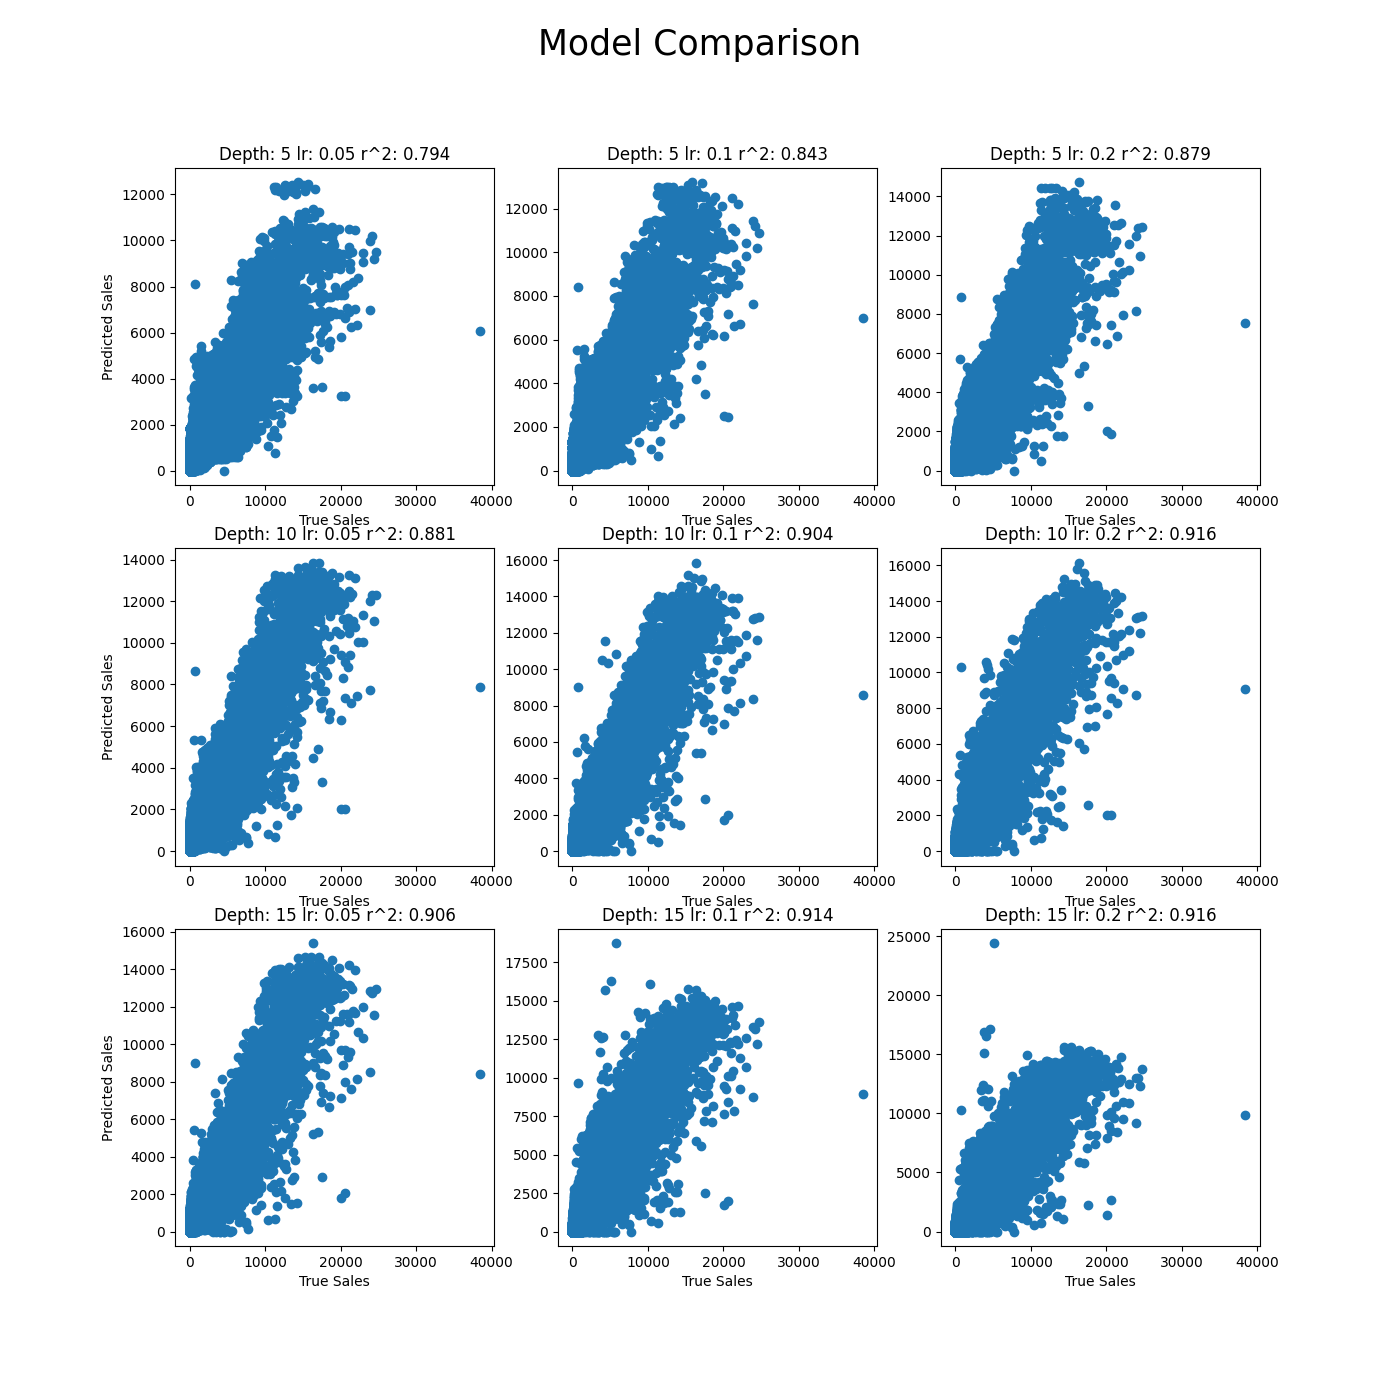 Model Comparison
Depth: 5 lr: 0.05 r^2: 0.794
Depth: 5 lr: 0.1 r^2: 0.843
Depth: 5 lr: 0.2 r^2: 0.879
Predicted Sales
12000
10000
8000
6000
4000
2000
0
12000
10000
8000
6000
4000
2000
0
14000
12000
10000
8000
6000
4000
2000
0
0 10000 20000 30000 40000
0 10000 20000 30000 40000
0 10000 20000 30000 40000
True Sales
True Sales
True Sales
Depth: 10 lr: 0.05 r^2: 0.881
Depth: 10 lr: 0.1 r^2: 0.904
Depth: 10 lr: 0.2 r^2: 0.916
Predicted Sales
14000
12000
10000
8000
6000
4000
2000
0
16000
14000
12000
10000
8000
6000
4000
2000
0
16000
14000
12000
10000
8000
6000
4000
2000
0
0 10000 20000 30000 40000
0 10000 20000 30000 40000
0 10000 20000 30000 40000
True Sales
True Sales
True Sales
Depth: 15 lr: 0.05 r^2: 0.906
Depth: 15 lr: 0.1 r^2: 0.914
Depth: 15 lr: 0.2 r^2: 0.916
Predicted Sales
16000
14000
12000
10000
8000
6000
4000
2000
0
17500
15000
12500
10000
7500
5000
2500
0
25000
20000
15000
10000
5000
0
0 10000 20000 30000 40000
0 10000 20000 30000 40000
0 10000 20000 30000 40000
True Sales
True Sales
True Sales